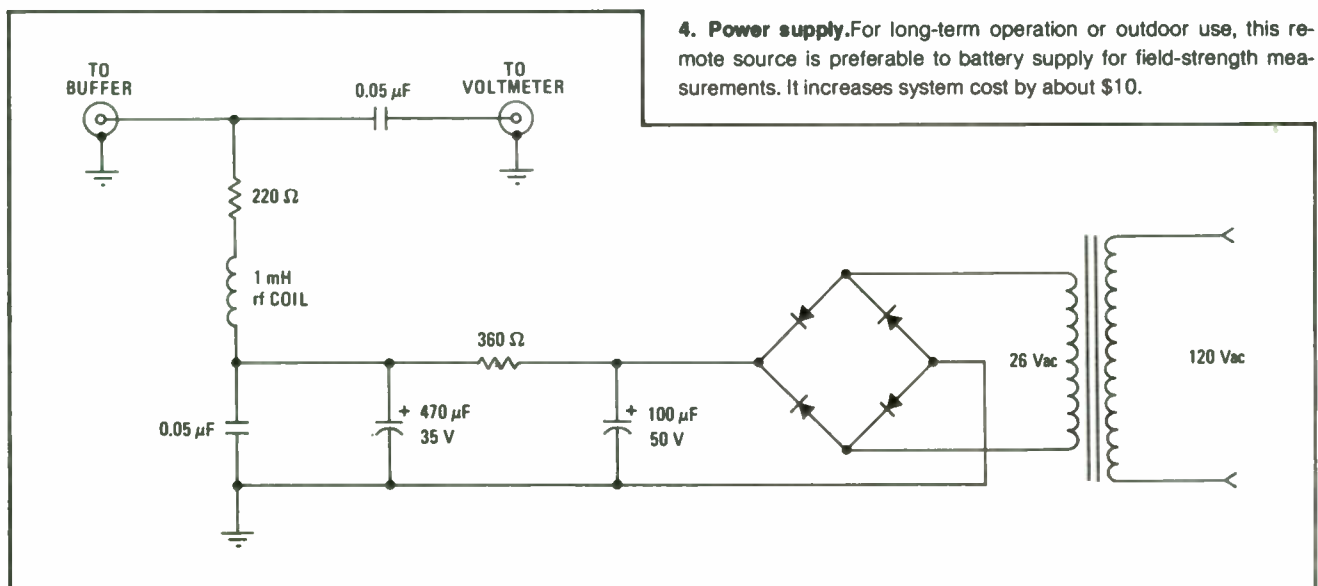 4. Power supply.For long-term operation or outdoor use, this re-
mote source is preferable to battery supply for field-strength mea-
surements. It increases system cost by about $10.
TO
BUFFER
0.05 μF
TO
VOLTMETER
220 Ω
1 mH
rf COIL
360 Ω
26 Vac
120 Vac
0.05 μF
+ 470 μF
35 V
+ 100 μF
50 V